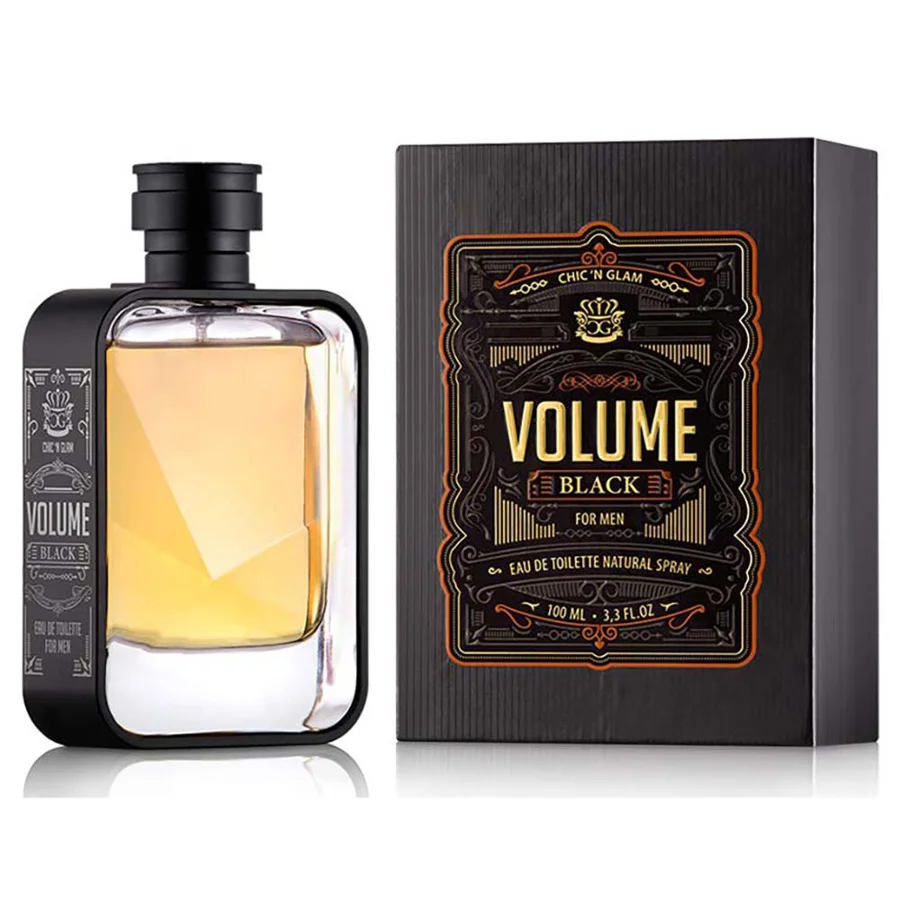 CHIC 'N GLAM
VOLUME
BLACK
EAU DE TOILETTE
FOR MEN
CHIC 'N GLAM
CG
VOLUME
BLACK
FOR MEN
EAU DE TOILETTE NATURAL SPRAY
100 ML • 3,3 FL.OZ